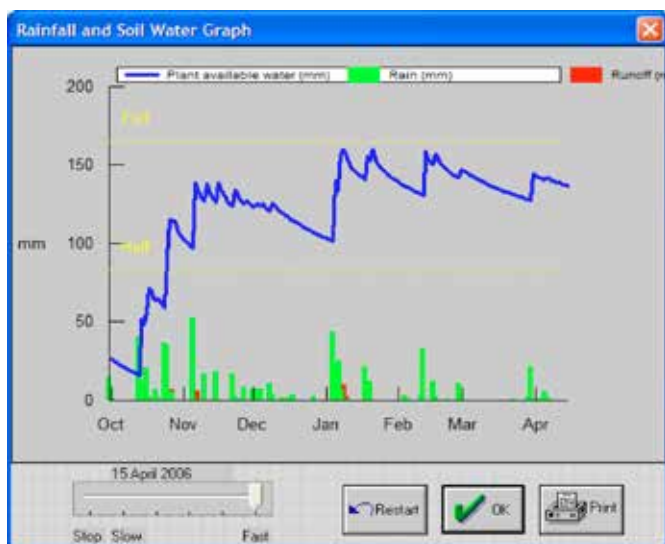 Rainfall and Soil Water Graph
Plant available water (mm) Rain (mm) Runoff (m
200
Full
150
mm
100
Half
50
0
Oct Nov Dec Jan Feb Mar Apr
15 April 2006
Restart OK Print
Stop Slow Fast